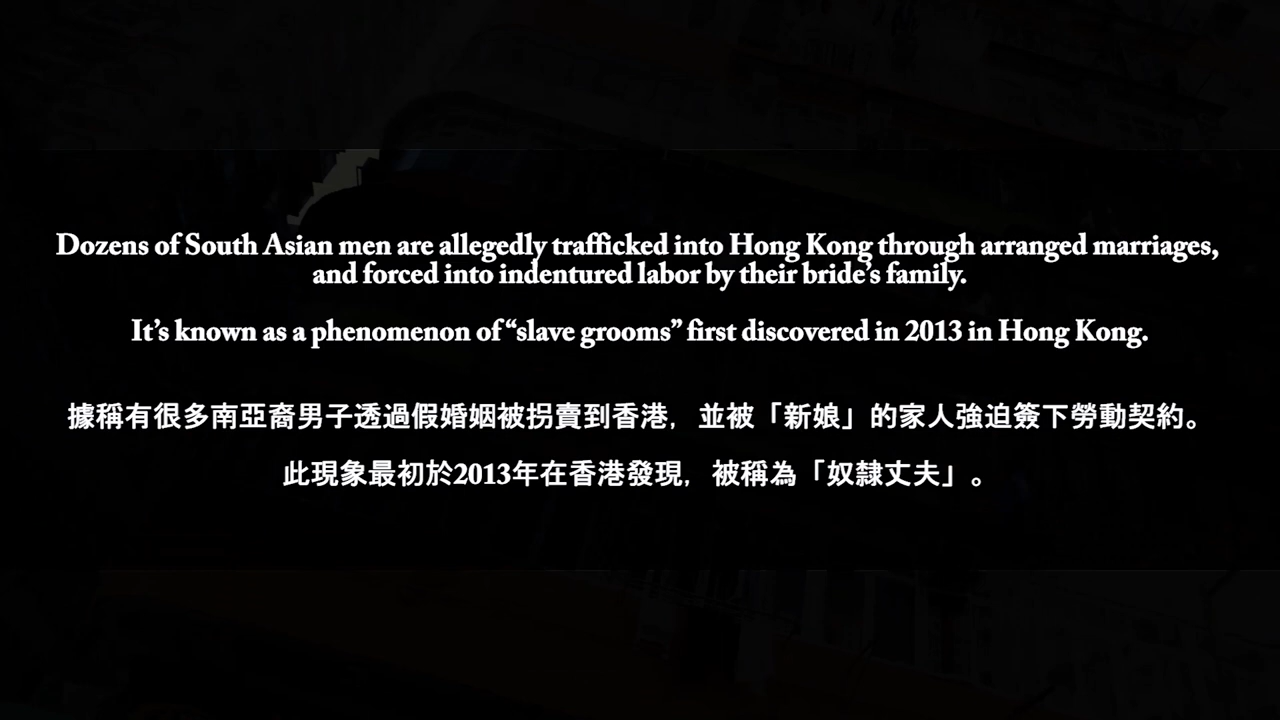 Dozens of South Asian men are allegedly trafficked into Hong Kong through arranged marriages,
and forced into indentured labor by their bride's family.
It's known as a phenomenon of “slave grooms” first discovered in 2013 in Hong Kong.
據稱有很多南亞裔男子透過假婚姻被拐賣到香港，並被「新娘」的家人強迫簽下勞動契約。
此現象最初於2013年在香港發現，被稱為「奴隸丈夫」。